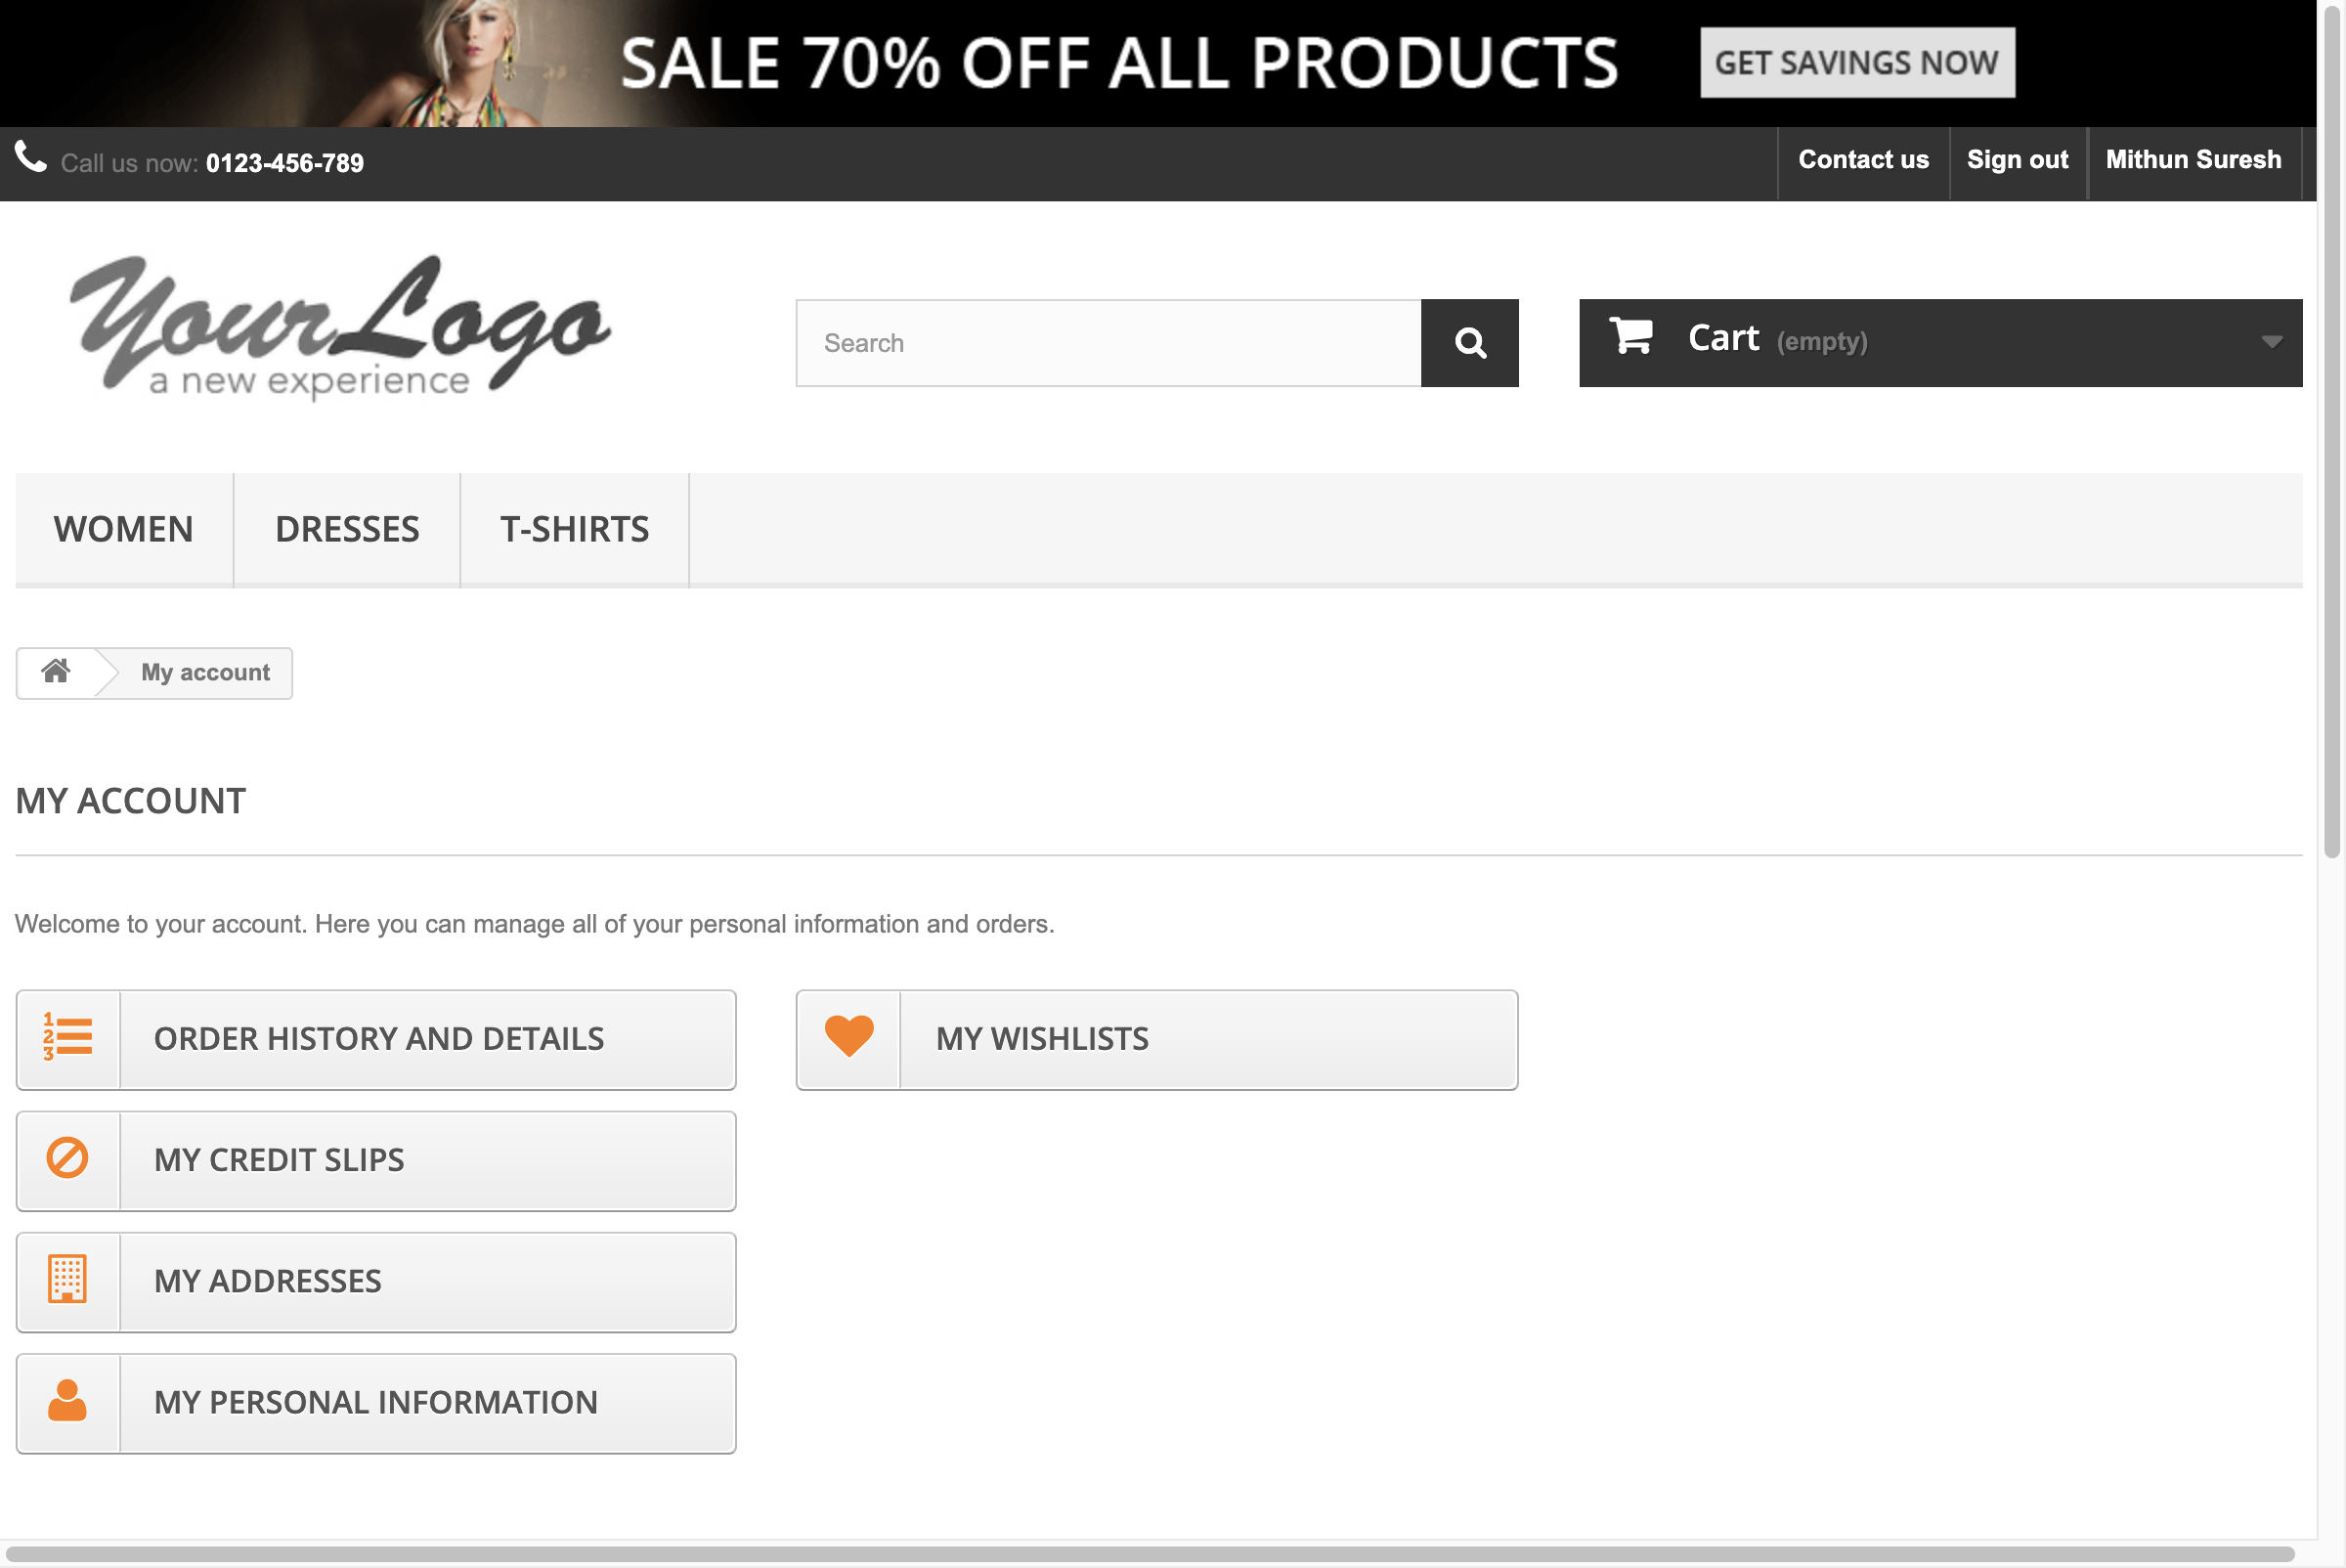 SALE 70% OFF ALL PRODUCTS GET SAVINGS NOW
Call us now: 0123-456-789 Contact us Sign out Mithun Suresh
YourLogo
a new experience
Search
Cart (empty)
WOMEN DRESSES T-SHIRTS
My account
MY ACCOUNT
Welcome to your account. Here you can manage all of your personal information and orders.
1
2
3
ORDER HISTORY AND DETAILS
MY WISHLISTS
MY CREDIT SLIPS
MY ADDRESSES
MY PERSONAL INFORMATION